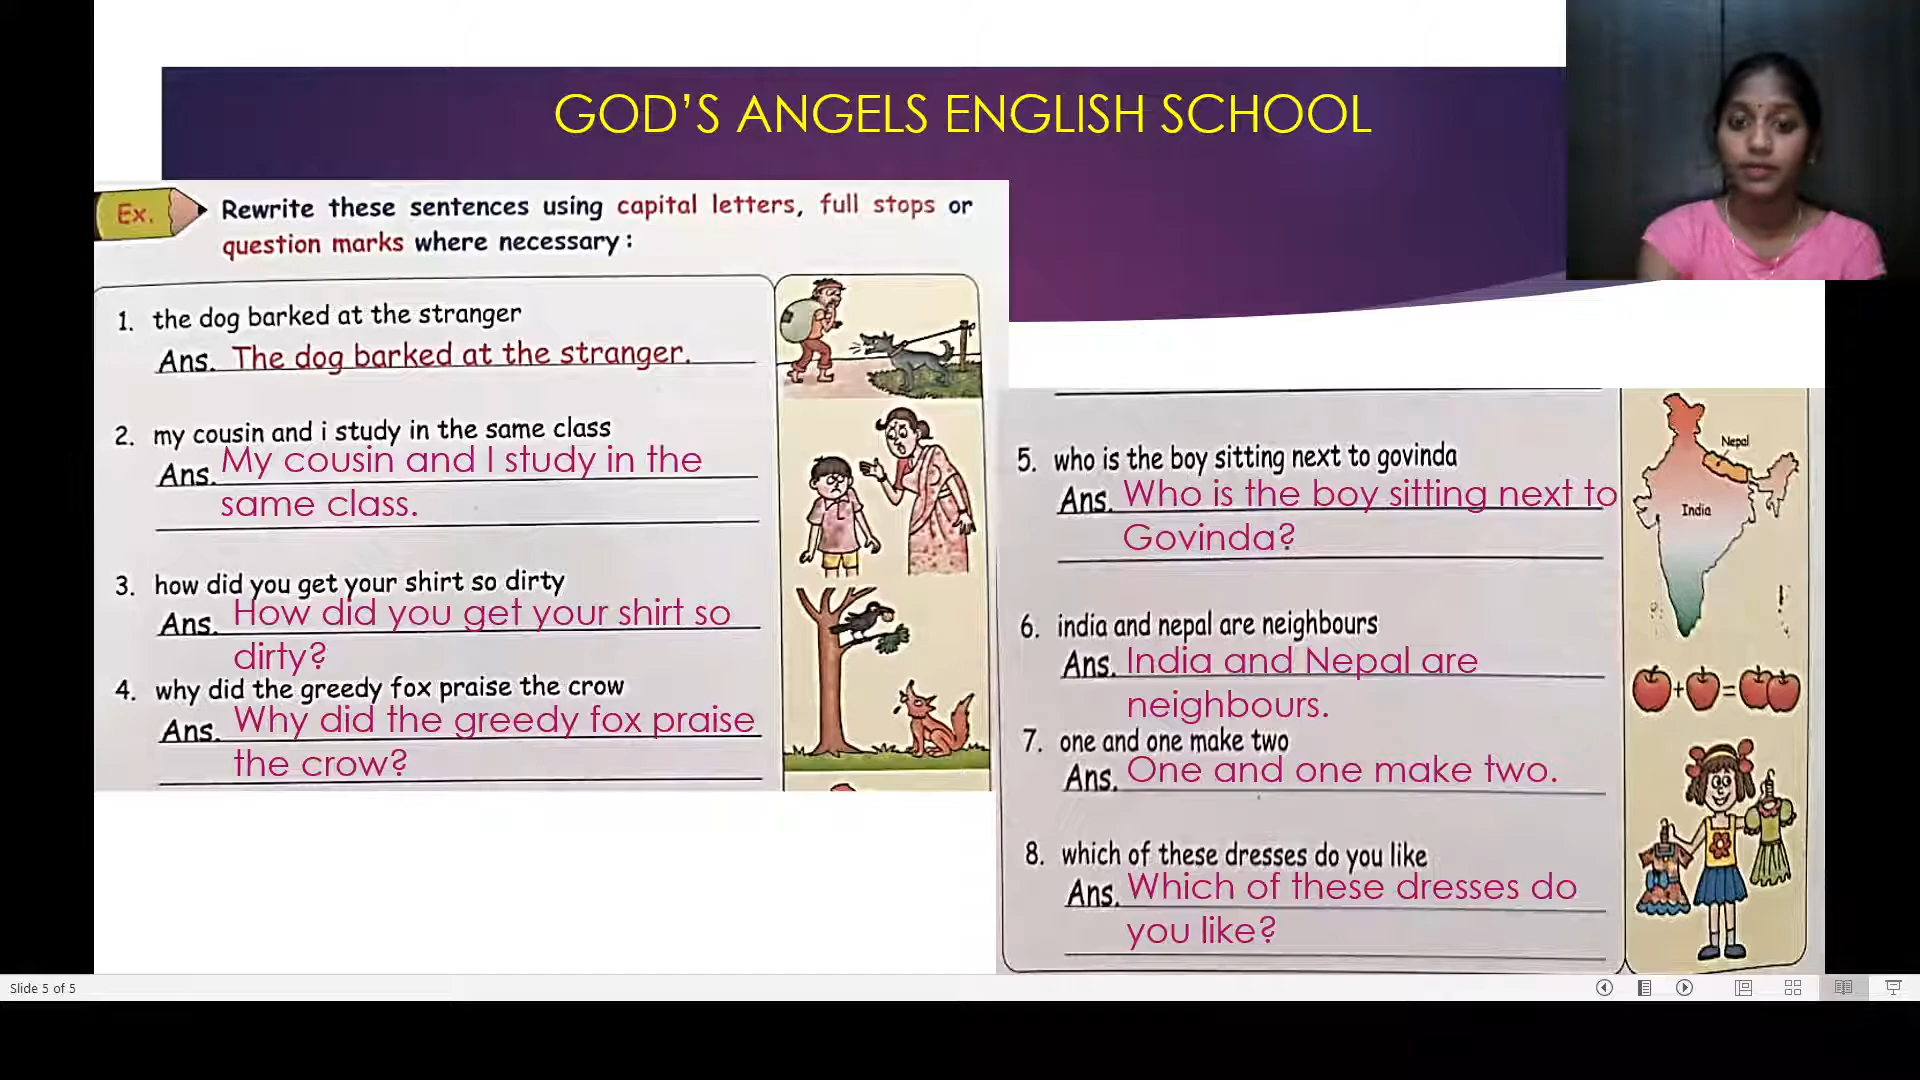 GOD’S ANGELS ENGLISH SCHOOL
Ex. Rewrite these sentences using capital letters, full stops or
question marks where necessary :
1. the dog barked at the stranger
Ans. The dog barked at the stranger.
2. my cousin and i study in the same class
Ans. My cousin and I study in the
same class.
3. how did you get your shirt so dirty
Ans. How did you get your shirt so
dirty?
4. why did the greedy fox praise the crow
Ans. Why did the greedy fox praise
the crow?
5. who is the boy sitting next to govinda
Ans. Who is the boy sitting next to
Govinda?
6. india and nepal are neighbours
Ans. India and Nepal are
neighbours.
7. one and one make two
Ans. One and one make two.
8. which of these dresses do you like
Ans. Which of these dresses do
you like?
Nepal
India
+ =
Slide 5 of 5